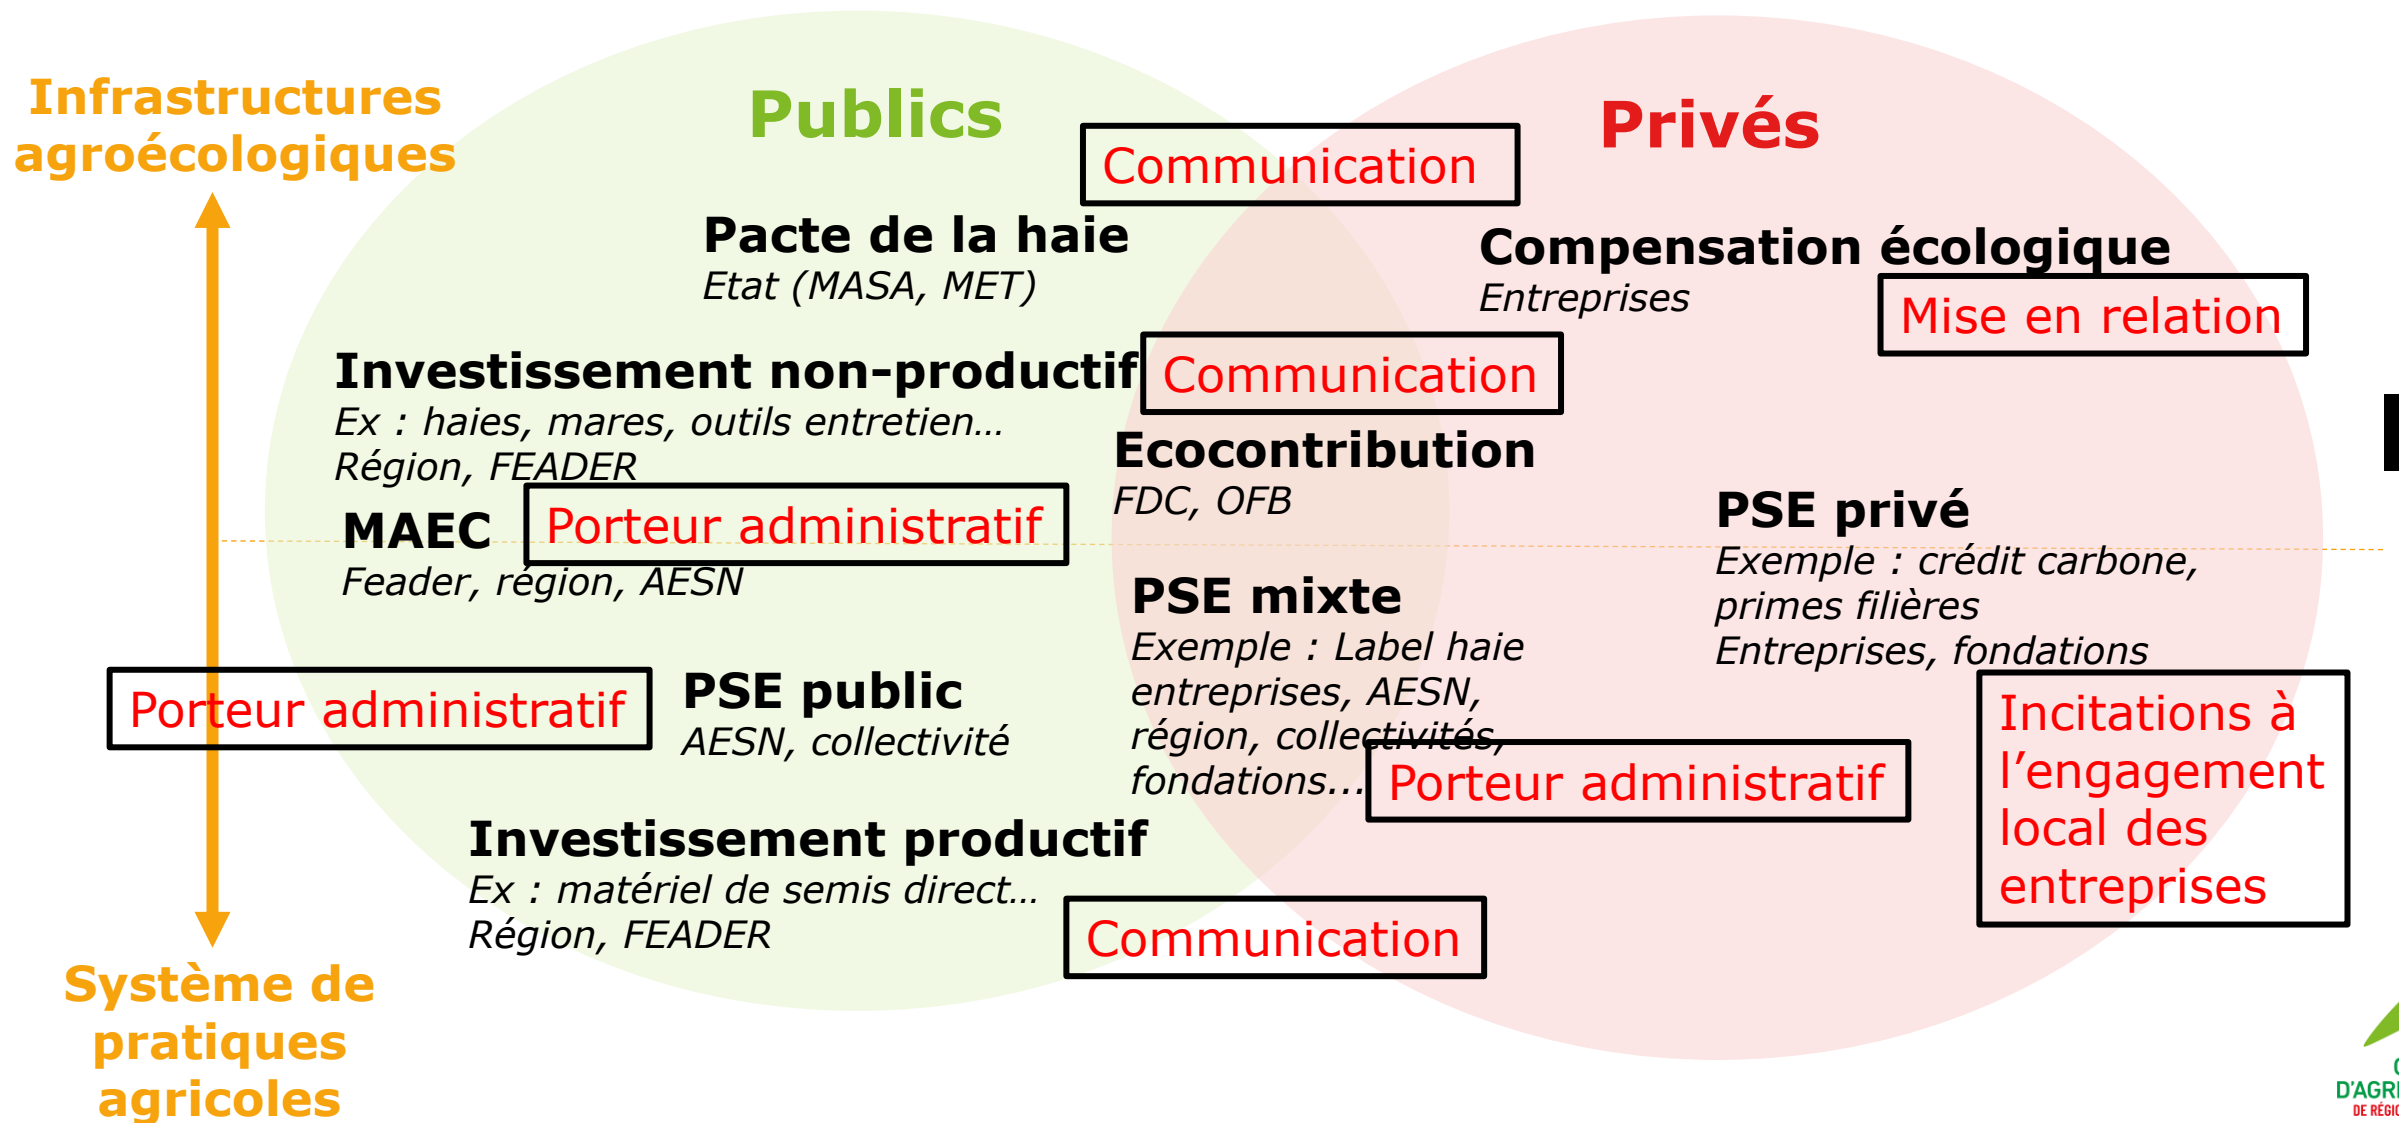 Infrastructures
agroécologiques
Publics
Privés
Communication
Pacte de la haie
Etat (MASA, MET)
Compensation écologique
Entreprises
Mise en relation
Investissement non-productif
Communication
Ex : haies, mares, outils entretien…
Région, FEADER
Ecocontribution
FDC, OFB
MAEC
Porteur administratif
Feader, région, AESN
PSE privé
Exemple : crédit carbone,
primes filières
Entreprises, fondations
PSE mixte
Exemple : Label haie
entreprises, AESN,
région, collectivités,
fondations…
Porteur administratif
Porteur administratif
PSE public
AESN, collectivité
Incitations à
l’engagement
local des
entreprises
Investissement productif
Ex : matériel de semis direct…
Région, FEADER
Communication
Système de
pratiques
agricoles